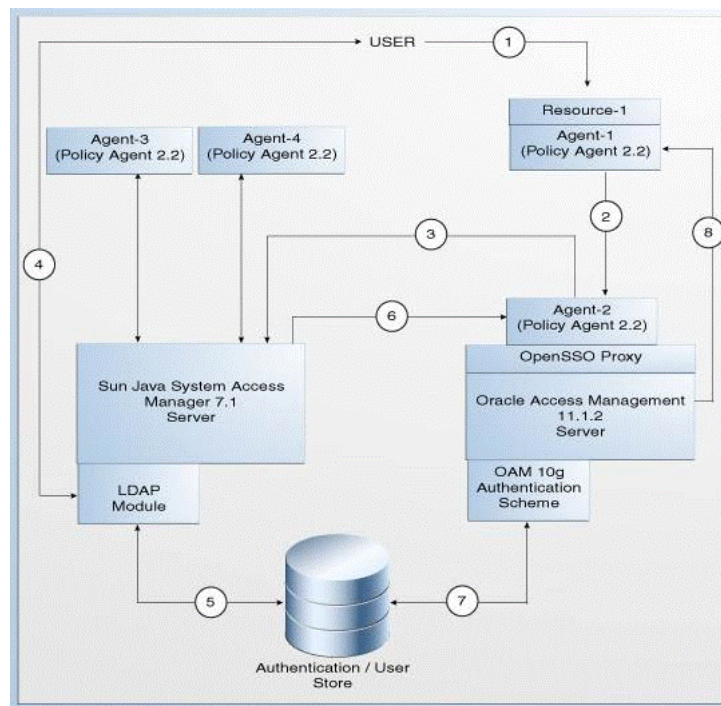 USER
1
Resource-1
Agent-1
(Policy Agent 2.2)
Agent-3
(Policy Agent 2.2)
Agent-4
(Policy Agent 2.2)
2
3
8
4
Agent-2
(Policy Agent 2.2)
6
OpenSSO Proxy
Sun Java System Access
Manager 7.1
Server
Oracle Access Management
11.1.2
Server
LDAP
Module
OAM 10g
Authentication
Scheme
5
7
Authentication / User
Store